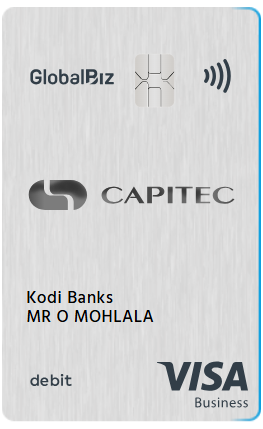 GlobalBiz
CAPITEC
Kodi Banks
MR O MOHLALA
debit
VISA
Business